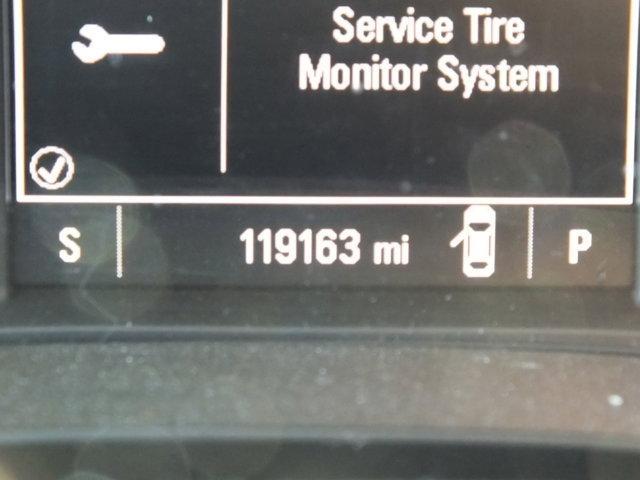 Service Tire
Monitor System
S 119163 mi P